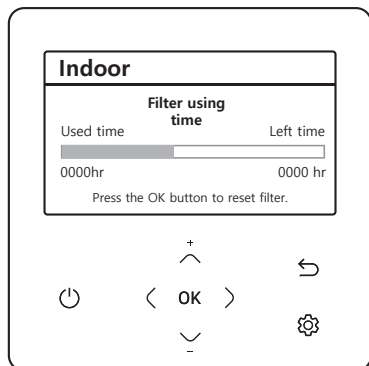 Indoor
Filter using
time
Used time Left time
0000hr 0000 hr
Press the OK button to reset filter.
+
OK
−